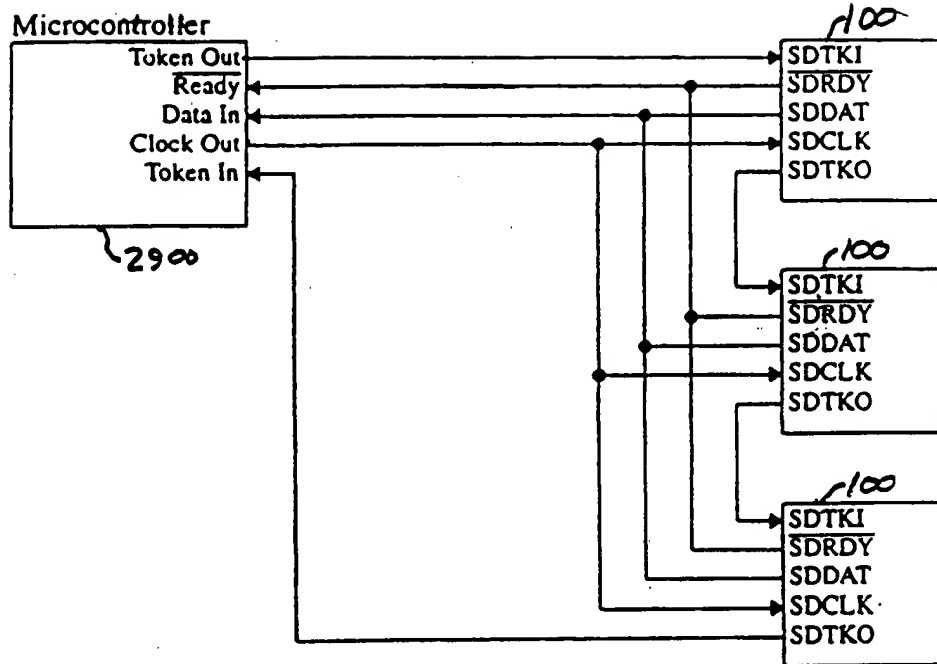 Microcontroller
Token Out
Ready
Data In
Clock Out
Token In
2900
100
SDTKI
SDRDY
SDDAT
SDCLK
SDTKO
100
SDTKI
SDRDY
SDDAT
SDCLK
SDTKO
100
SDTKI
SDRDY
SDDAT
SDCLK
SDTKO